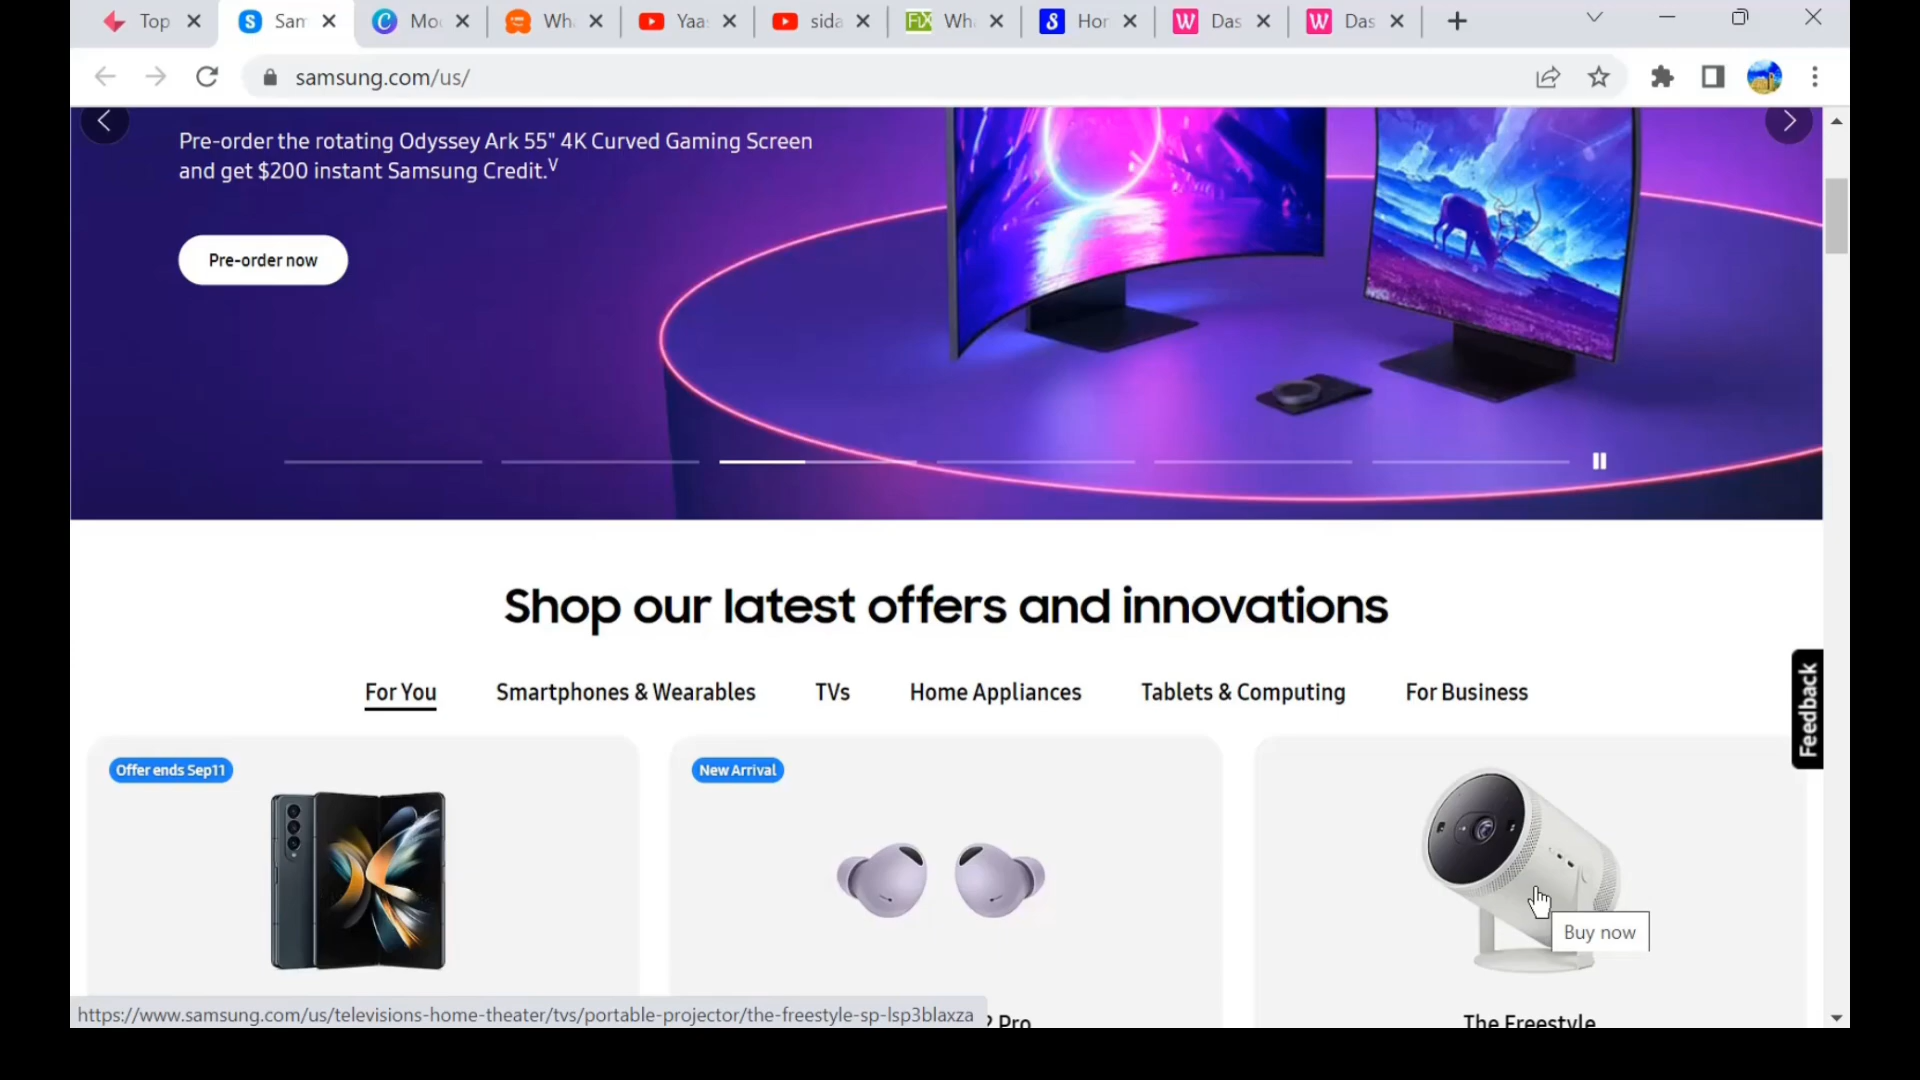 Top
Sam
Mo
Wha
Yaa
sida
Wh
Hor
Das
Das
samsung.com/us/
Pre-order the rotating Odyssey Ark 55" 4K Curved Gaming Screen
and get $200 instant Samsung Credit.V
Pre-order now
Shop our latest offers and innovations
For You
Smartphones & Wearables
TVs
Home Appliances
Tablets & Computing
For Business
Feedback
Offer ends Sep11
New Arrival
Buy now
https://www.samsung.com/us/televisions-home-theater/tvs/portable-projector/the-freestyle-sp-lsp3blaxza
2 Pro
The Freestyle